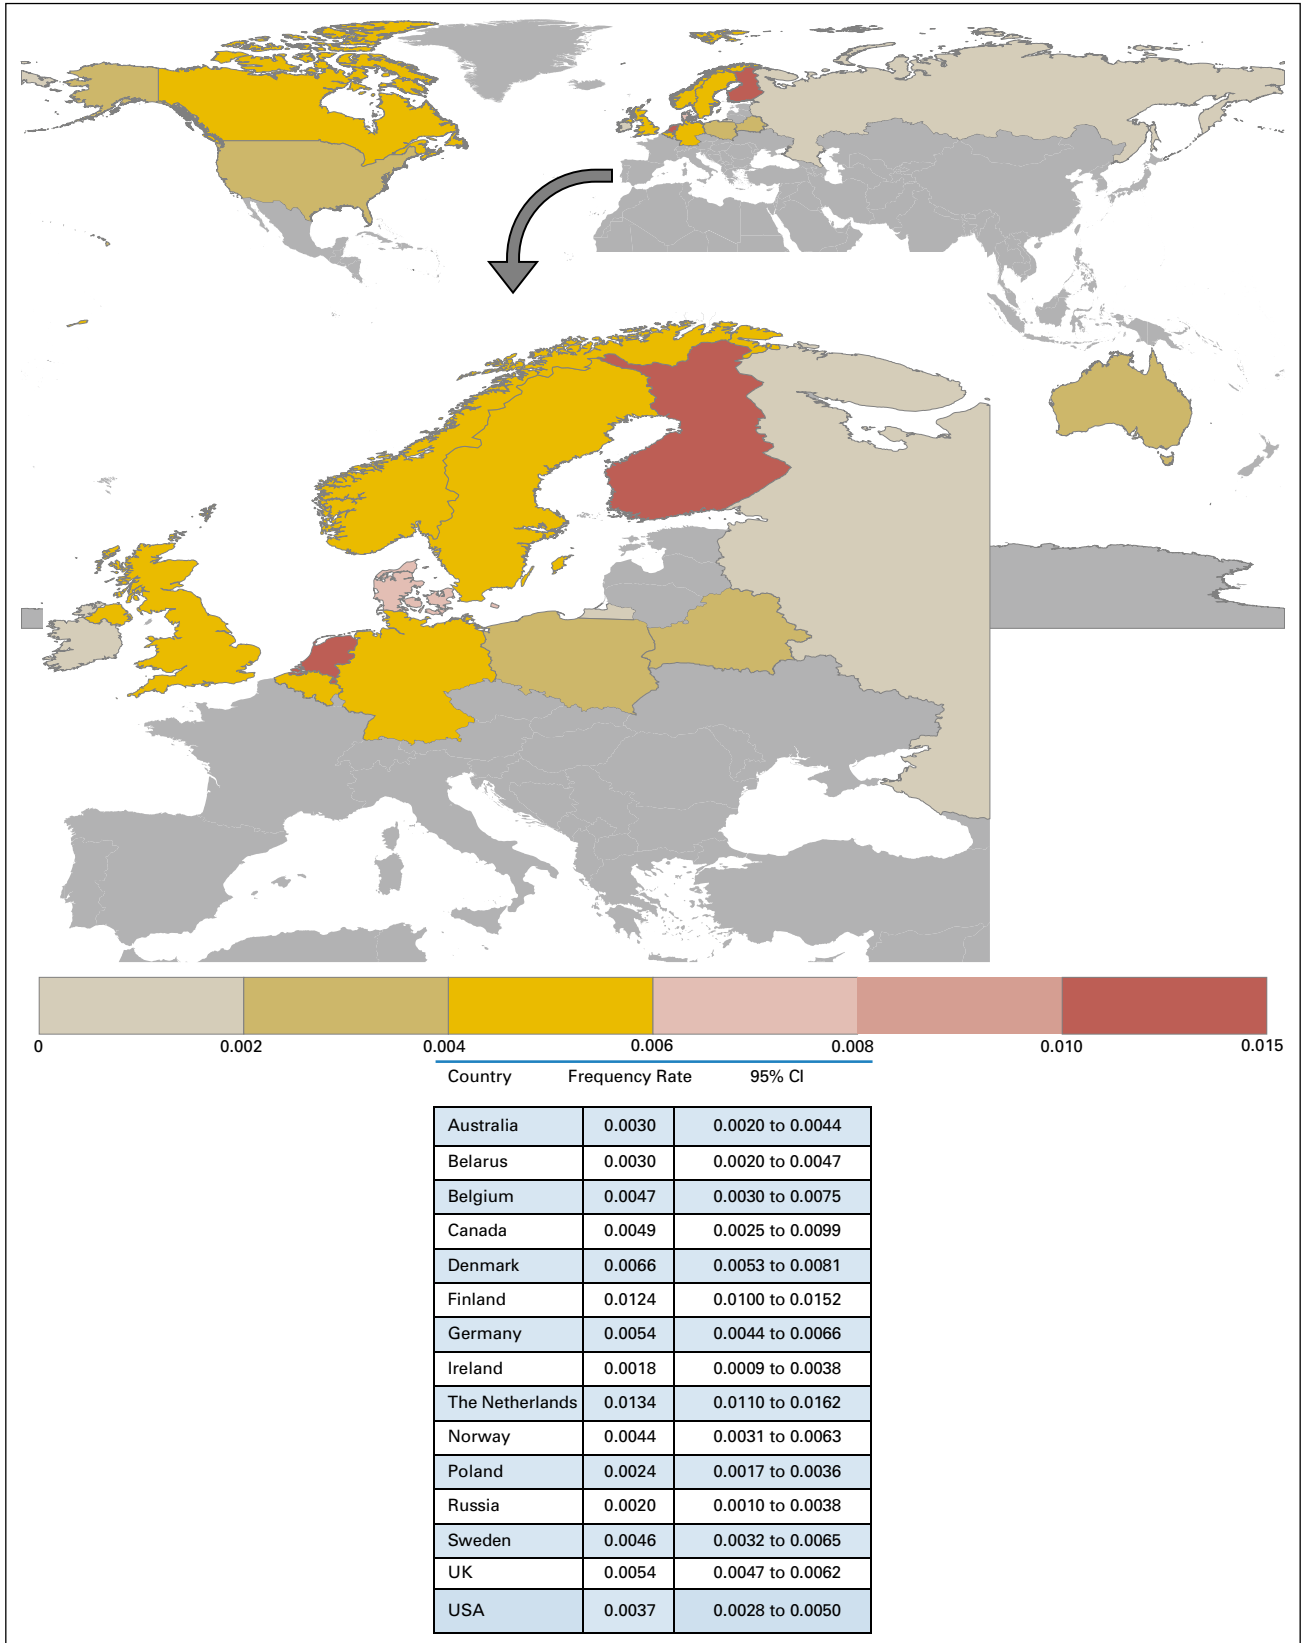 0 0.002 0.004 0.006 0.008 0.010 0.015
Country Frequency Rate 95% CI
Australia 0.0030 0.0020 to 0.0044
Belarus 0.0030 0.0020 to 0.0047
Belgium 0.0047 0.0030 to 0.0075
Canada 0.0049 0.0025 to 0.0099
Denmark 0.0066 0.0053 to 0.0081
Finland 0.0124 0.0100 to 0.0152
Germany 0.0054 0.0044 to 0.0066
Ireland 0.0018 0.0009 to 0.0038
The Netherlands 0.0134 0.0110 to 0.0162
Norway 0.0044 0.0031 to 0.0063
Poland 0.0024 0.0017 to 0.0036
Russia 0.0020 0.0010 to 0.0038
Sweden 0.0046 0.0032 to 0.0065
UK 0.0054 0.0047 to 0.0062
USA 0.0037 0.0028 to 0.0050